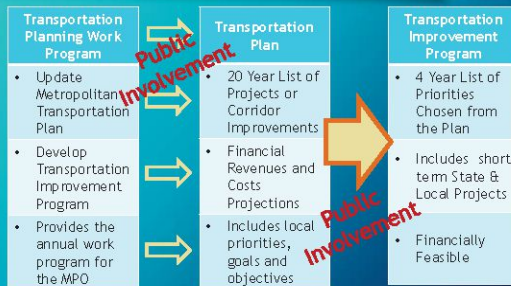 Transportation
Planning Work
Program
• Update
Metropolitan
Transportation
Plan
• Develop
Transportation
Improvement
Program
• Provides the
annual work
program for
the MPO
Public
Involvement
Transportation
Plan
• 20 Year List of
Projects or
Corridor
Improvements
• Financial
Revenues and
Costs
Projections
• Includes local
priorities,
goals and
objectives
Public
Involvement
Transportation
Improvement
Program
• 4 Year List of
Priorities
Chosen from
the Plan
• Includes short
term State &
Local Projects
• Financially
Feasible